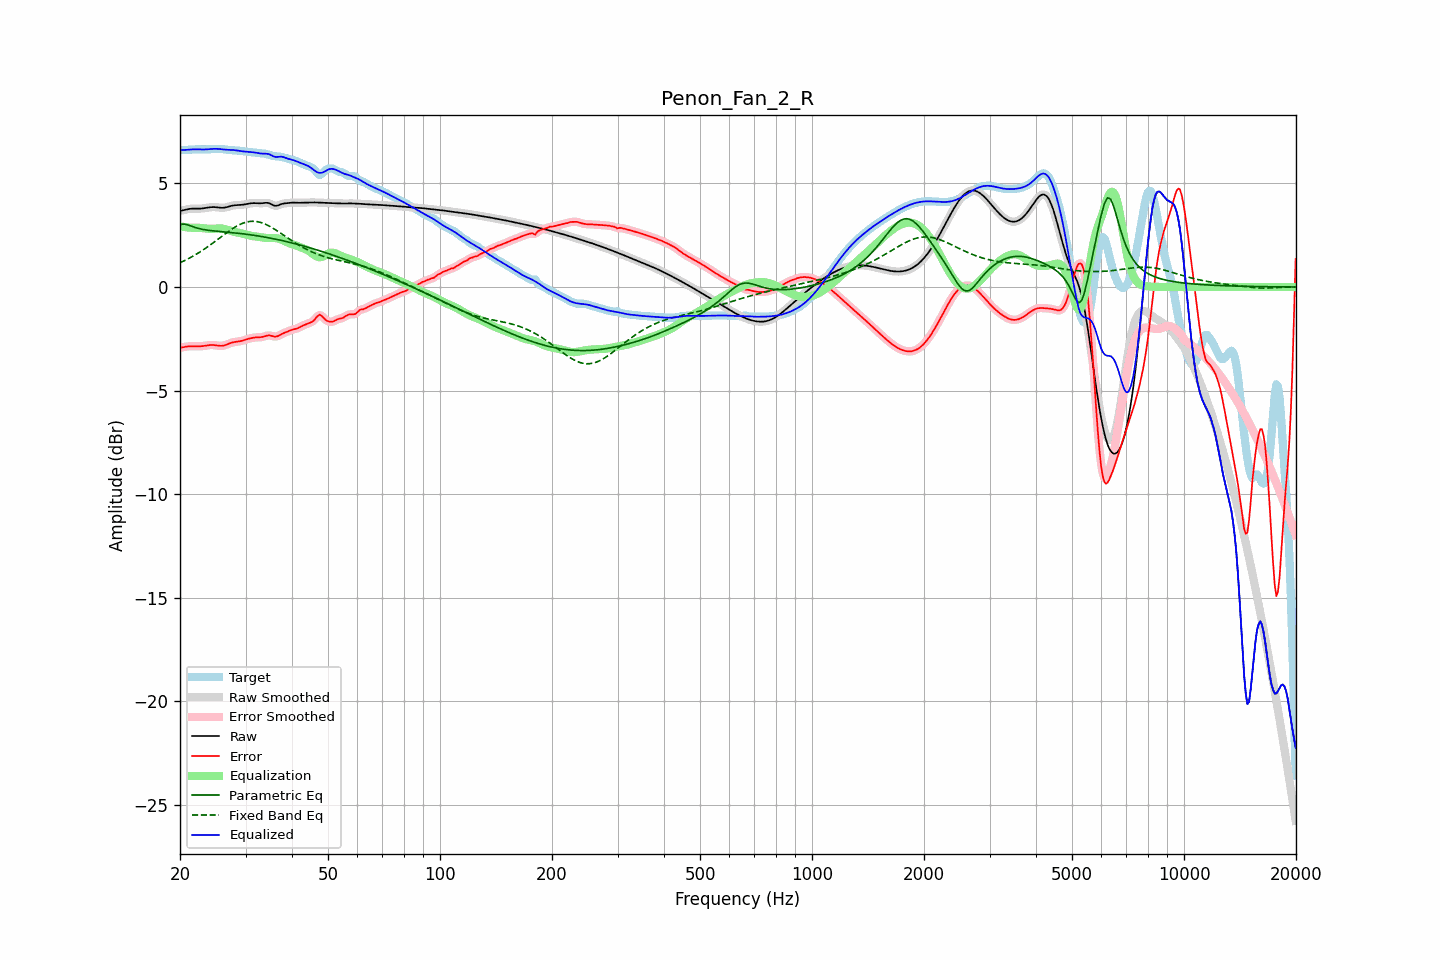 Penon_Fan_2_R
5
0
−5
−10
−15
−20
−25
Amplitude (dBr)
Target
Raw Smoothed
Error Smoothed
Raw
Error
Equalization
Parametric Eq
Fixed Band Eq
Equalized
20 50 100 200 500 1000 2000 5000 10000 20000
Frequency (Hz)